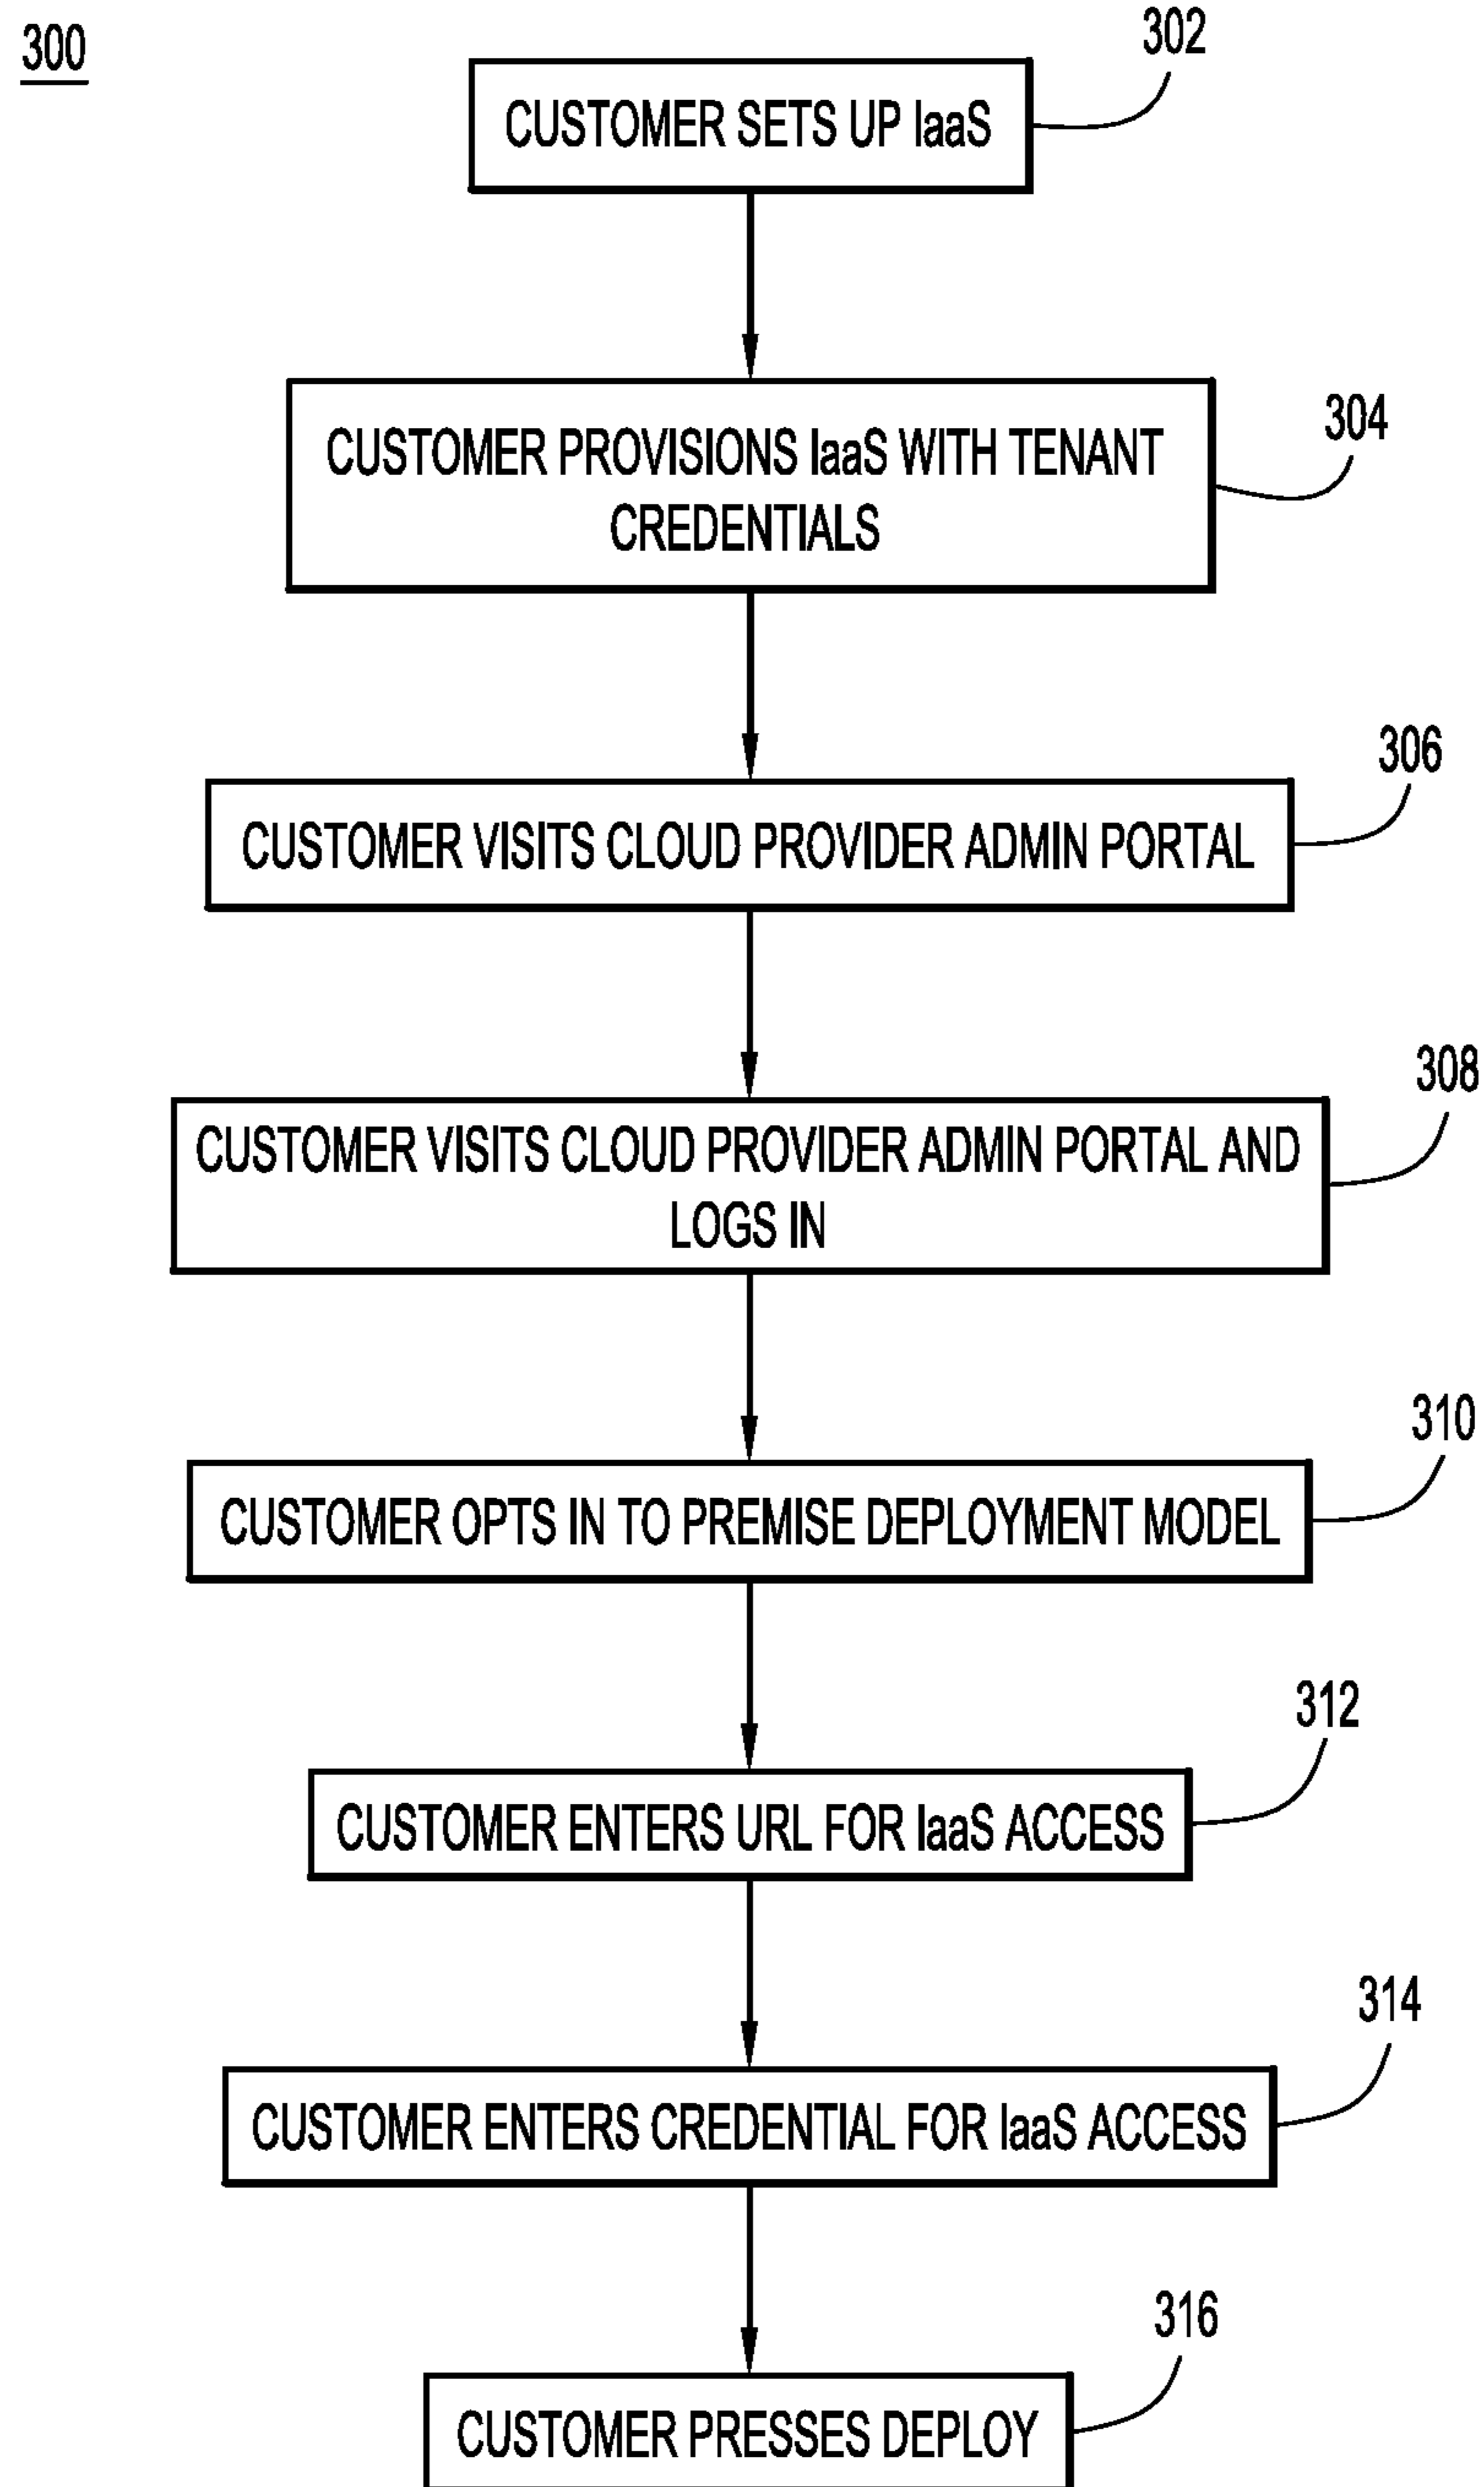 300
302
CUSTOMER SETS UP IaaS
304
CUSTOMER PROVISIONS IaaS WITH TENANT
CREDENTIALS
306
CUSTOMER VISITS CLOUD PROVIDER ADMIN PORTAL
308
CUSTOMER VISITS CLOUD PROVIDER ADMIN PORTAL AND
LOGS IN
310
CUSTOMER OPTS IN TO PREMISE DEPLOYMENT MODEL
312
CUSTOMER ENTERS URL FOR IaaS ACCESS
314
CUSTOMER ENTERS CREDENTIAL FOR IaaS ACCESS
316
CUSTOMER PRESSES DEPLOY